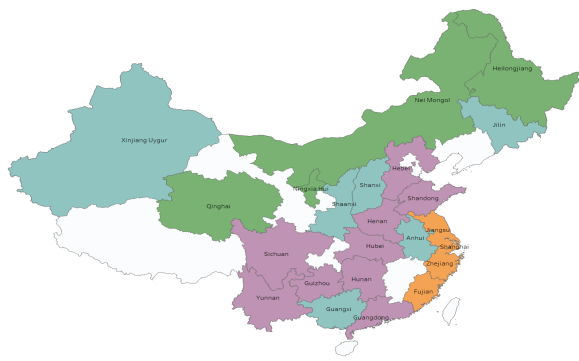 Heilongjiang
Nei Mongol
Jilin
Xinjiang Uygur
Hebei
Ningxia Hui
Shanxi
Shaanxi
Shandong
Qinghai
Henan
Jiangsu
Anhui
Shanghai
Hubei
Sichuan
Zhejiang
Guizhou
Hunan
Fujian
Yunnan
Guangxi
Guangdong